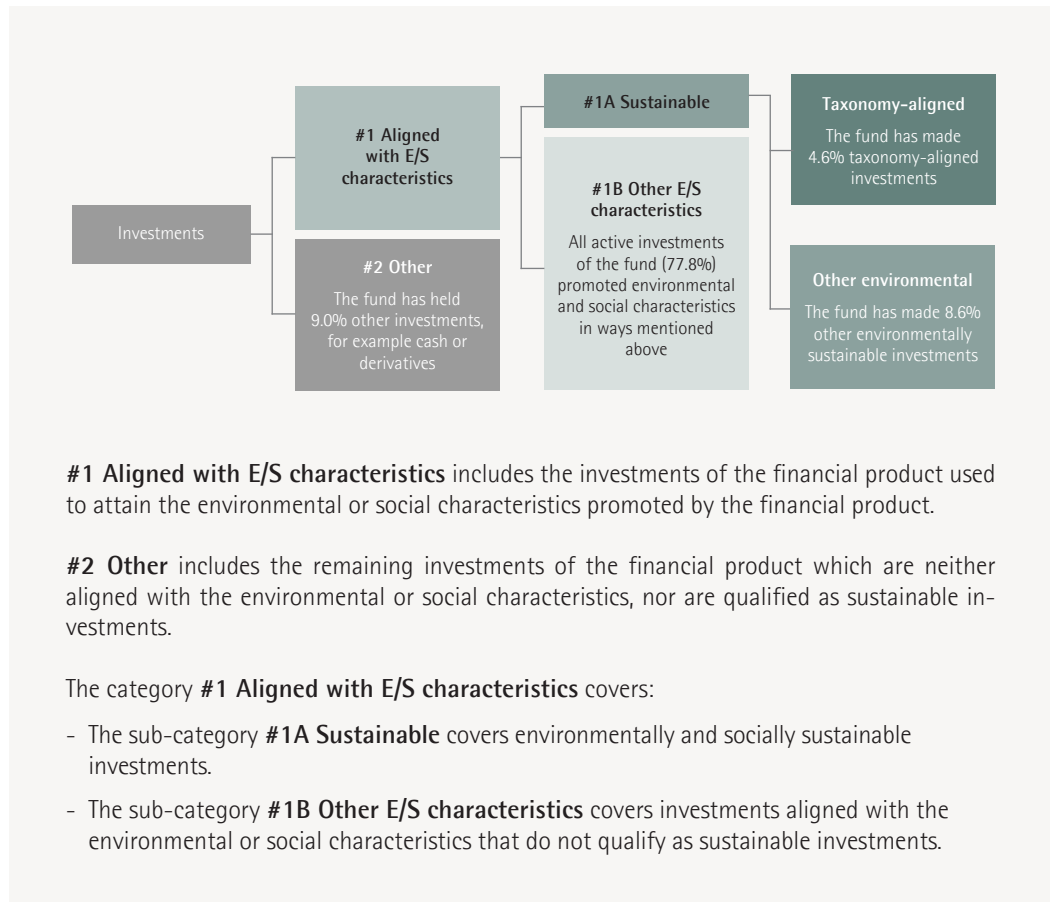 Investments
#1 Aligned
with E/S
characteristics
#2 Other
The fund has held
9.0% other investments,
for example cash or
derivatives
#1A Sustainable
#1B Other E/S
characteristics
All active investments
of the fund (77.8%)
promoted environmental
and social characteristics
in ways mentioned
above
Taxonomy-aligned
The fund has made
4.6% taxonomy-aligned
investments
Other environmental
The fund has made 8.6%
other environmentally
sustainable investments
#1 Aligned with E/S characteristics includes the investments of the financial product used
to attain the environmental or social characteristics promoted by the financial product.
#2 Other includes the remaining investments of the financial product which are neither
aligned with the environmental or social characteristics, nor are qualified as sustainable in-
vestments.
The category #1 Aligned with E/S characteristics covers:
- The sub-category #1A Sustainable covers environmentally and socially sustainable
investments.
- The sub-category #1B Other E/S characteristics covers investments aligned with the
environmental or social characteristics that do not qualify as sustainable investments.